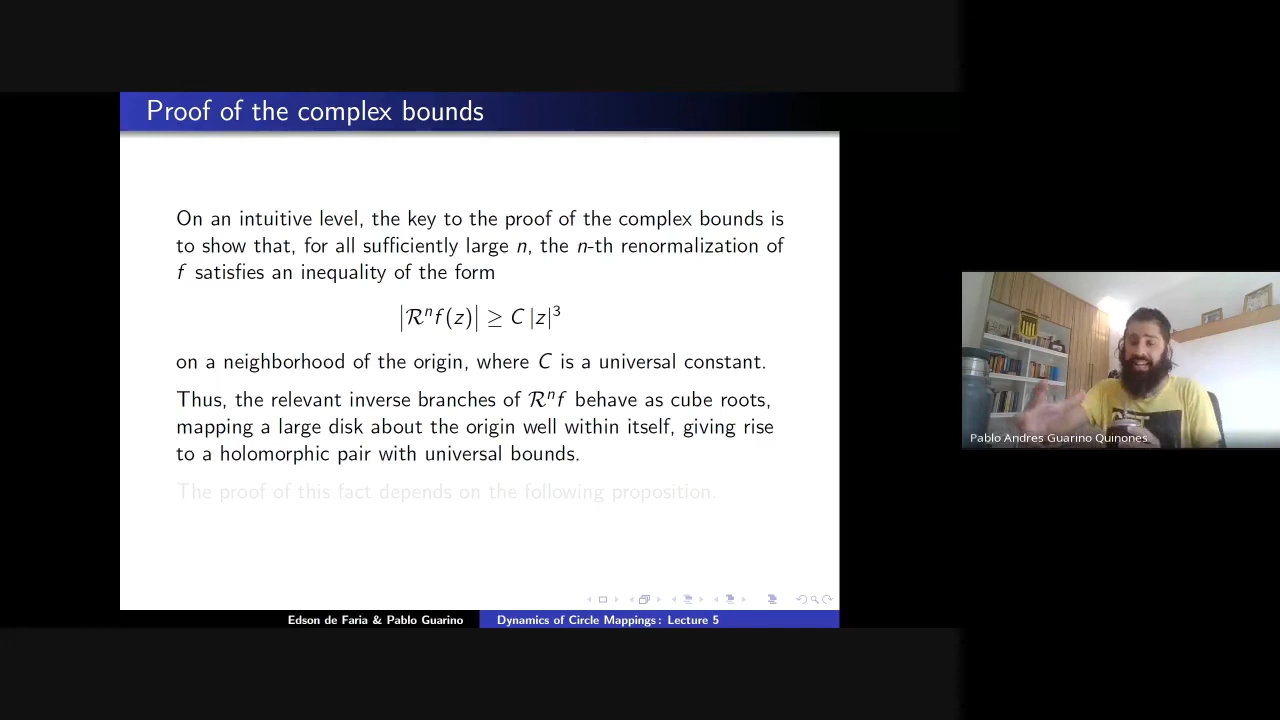 Proof of the complex bounds
On an intuitive level, the key to the proof of the complex bounds is
to show that, for all sufficiently large n, the n-th renormalization of
f satisfies an inequality of the form
|ℛⁿf(z)| ≥ C |z|³
on a neighborhood of the origin, where C is a universal constant.
Thus, the relevant inverse branches of ℛⁿf behave as cube roots,
mapping a large disk about the origin well within itself, giving rise
to a holomorphic pair with universal bounds.
The proof of this fact depends on the following proposition.
Pablo Andres Guarino Quinones
Edson de Faria & Pablo Guarino
Dynamics of Circle Mappings: Lecture 5